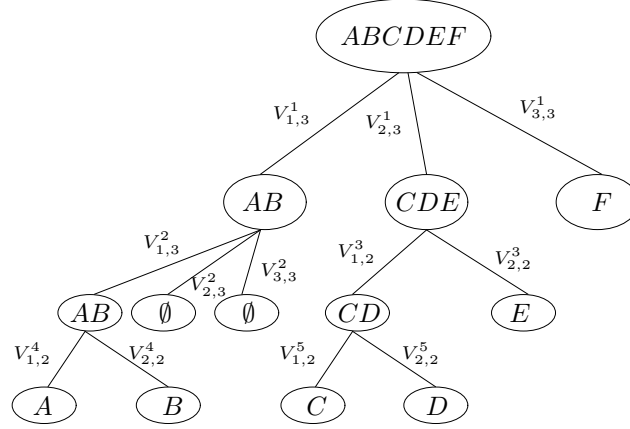 ABCDEF
V^1_{1,3} V^1_{2,3} V^1_{3,3}
AB CDE F
V^2_{1,3} V^2_{2,3} V^2_{3,3} V^3_{1,2} V^3_{2,2}
AB ∅ ∅ CD E
V^4_{1,2} V^4_{2,2} V^5_{1,2} V^5_{2,2}
A B C D